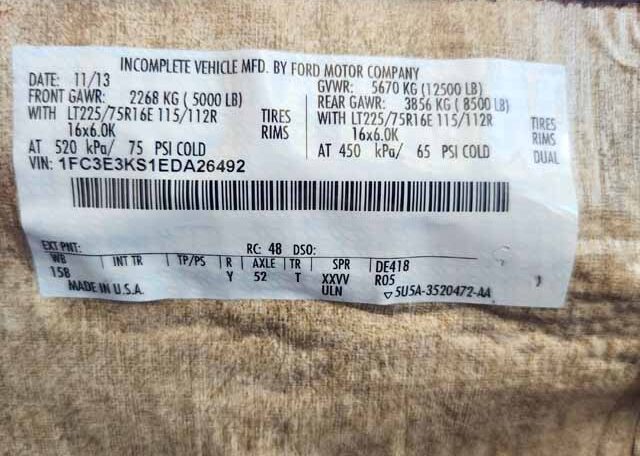 INCOMPLETE VEHICLE MFD. BY FORD MOTOR COMPANY
DATE: 11/13 GVWR: 5670 KG (12500 LB)
FRONT GAWR: 2268 KG ( 5000 LB) REAR GAWR: 3856 KG ( 8500 LB)
WITH LT225/75R16E 115/112R TIRES WITH LT225/75R16E 115/112R TIRES
16x6.0K RIMS 16x6.0K RIMS
AT 520 kPa/ 75 PSI COLD AT 450 kPa/ 65 PSI COLD DUAL
VIN: 1FC3E3KS1EDA26492
EXT PNT: RC: 48 DSO:
WB INT TR TP/PS R AXLE TR SPR DE418
158 Y 52 T XXVV R05
MADE IN U.S.A. ULN ▽5U5A-3520472-AA